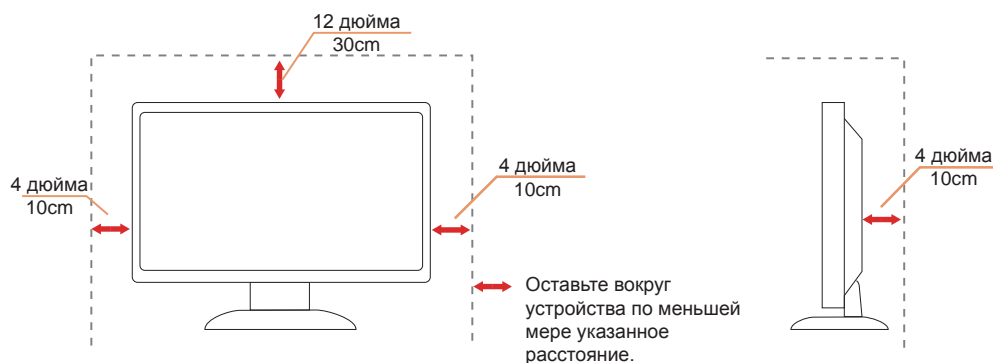 12 дюйма
30cm
4 дюйма
10cm
4 дюйма
10cm
Оставьте вокруг
устройства по меньшей
мере указанное
расстояние.
4 дюйма
10cm